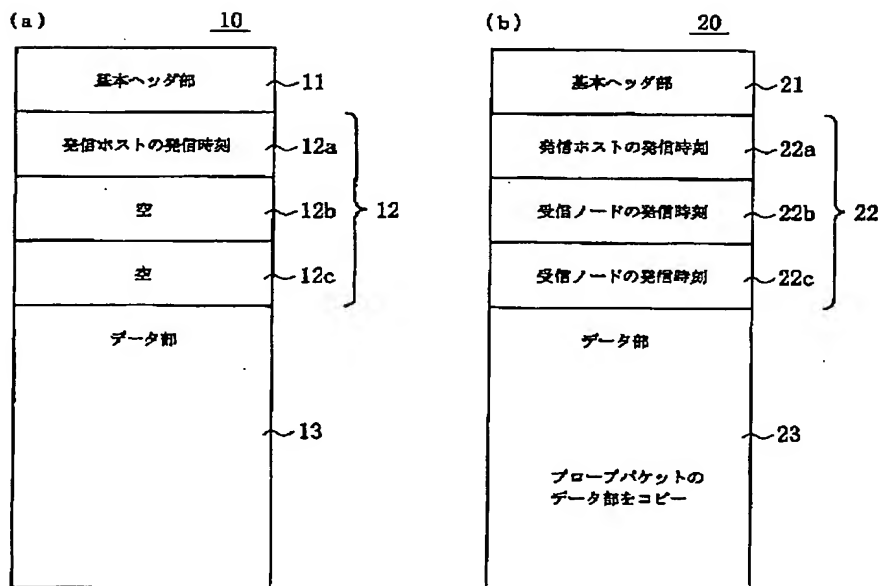 (a)
10
基本ヘッダ部
11
発信ホストの発信時刻
12a
空
12b
12
空
12c
データ部
13
(b)
20
基本ヘッダ部
21
発信ホストの発信時刻
22a
受信ノードの発信時刻
22b
22
受信ノードの発信時刻
22c
データ部
23
プローブパケットの
データ部をコピー